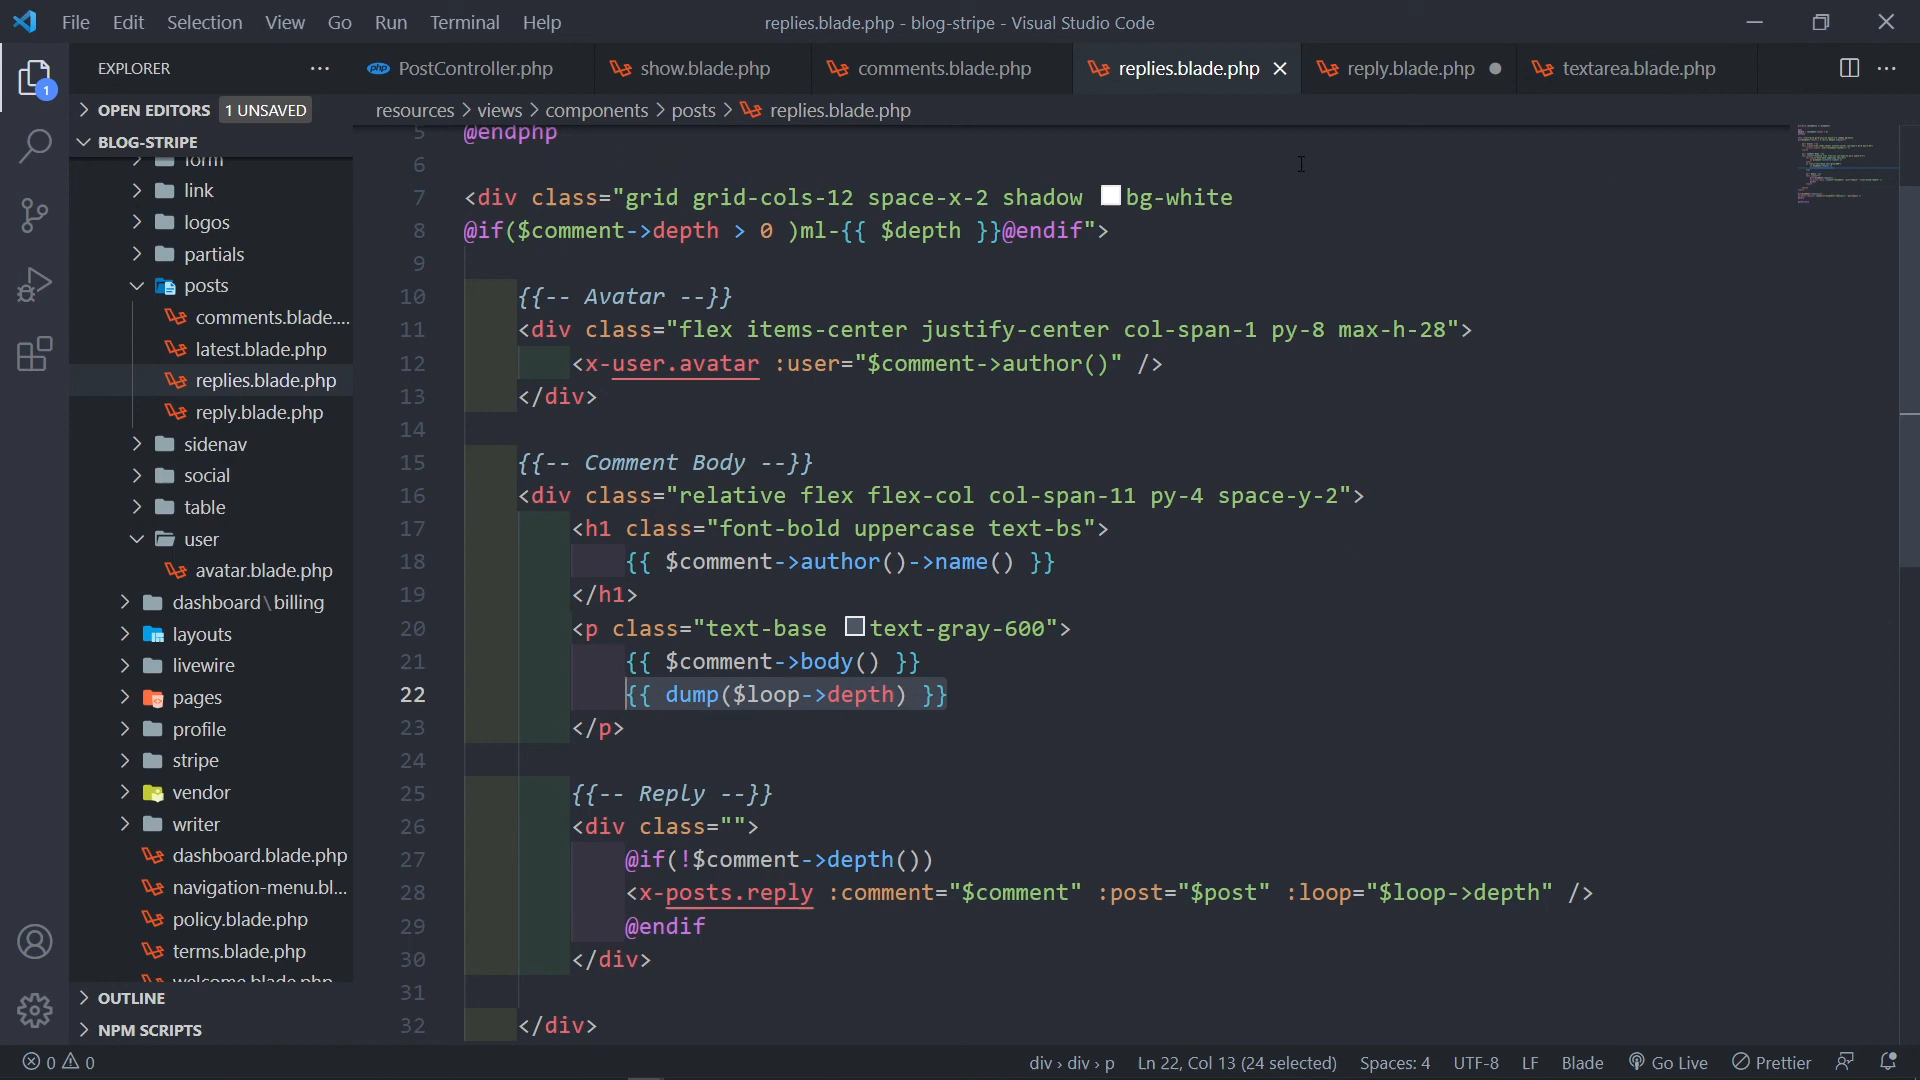 File Edit Selection View Go Run Terminal Help
replies.blade.php - blog-stripe - Visual Studio Code
EXPLORER
PostController.php
show.blade.php
comments.blade.php
replies.blade.php
reply.blade.php
textarea.blade.php
OPEN EDITORS 1 UNSAVED
BLOG-STRIPE
resources > views > components > posts > replies.blade.php
1
form
link
logos
partials
posts
comments.blade....
latest.blade.php
replies.blade.php
reply.blade.php
sidenav
social
table
user
avatar.blade.php
dashboard\billing
layouts
livewire
pages
profile
stripe
vendor
writer
dashboard.blade.php
navigation-menu.bl...
policy.blade.php
terms.blade.php
welcome.blade.php
OUTLINE
NPM SCRIPTS
5 @endphp
6
7 <div class="grid grid-cols-12 space-x-2 shadow bg-white
8 @if($comment->depth > 0 )ml-{{ $depth }}@endif">
9
10 {{-- Avatar --}}
11 <div class="flex items-center justify-center col-span-1 py-8 max-h-28">
12 <x-user.avatar :user="$comment->author()" />
13 </div>
14
15 {{-- Comment Body --}}
16 <div class="relative flex flex-col col-span-11 py-4 space-y-2">
17 <h1 class="font-bold uppercase text-bs">
18 {{ $comment->author()->name() }}
19 </h1>
20 <p class="text-base text-gray-600">
21 {{ $comment->body() }}
22 {{ dump($loop->depth) }}
23 </p>
24
25 {{-- Reply --}}
26 <div class="">
27 @if(!$comment->depth())
28 <x-posts.reply :comment="$comment" :post="$post" :loop="$loop->depth" />
29 @endif
30 </div>
31
32 </div>
0 0
div > div > p Ln 22, Col 13 (24 selected) Spaces: 4 UTF-8 LF Blade Go Live Prettier